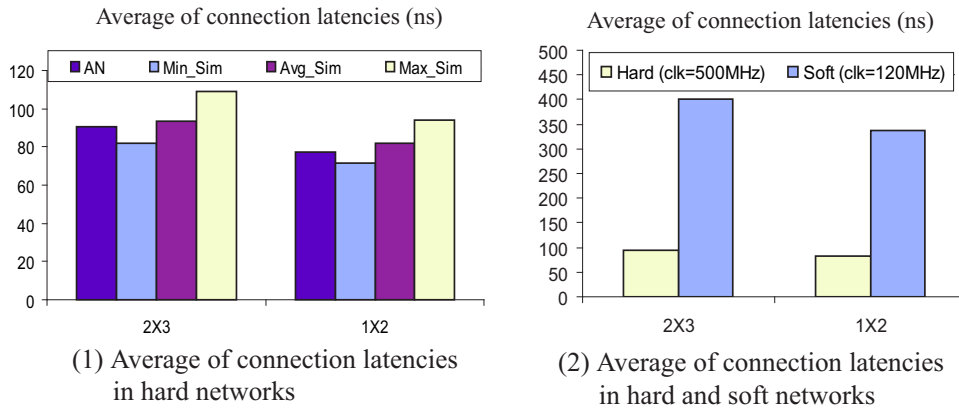 Average of connection latencies (ns)
AN Min_Sim Avg_Sim Max_Sim
120
100
80
60
40
20
0
2X3 1X2
(1) Average of connection latencies
in hard networks
Average of connection latencies (ns)
Hard (clk=500MHz) Soft (clk=120MHz)
500
450
400
350
300
250
200
150
100
50
0
2X3 1X2
(2) Average of connection latencies
in hard and soft networks